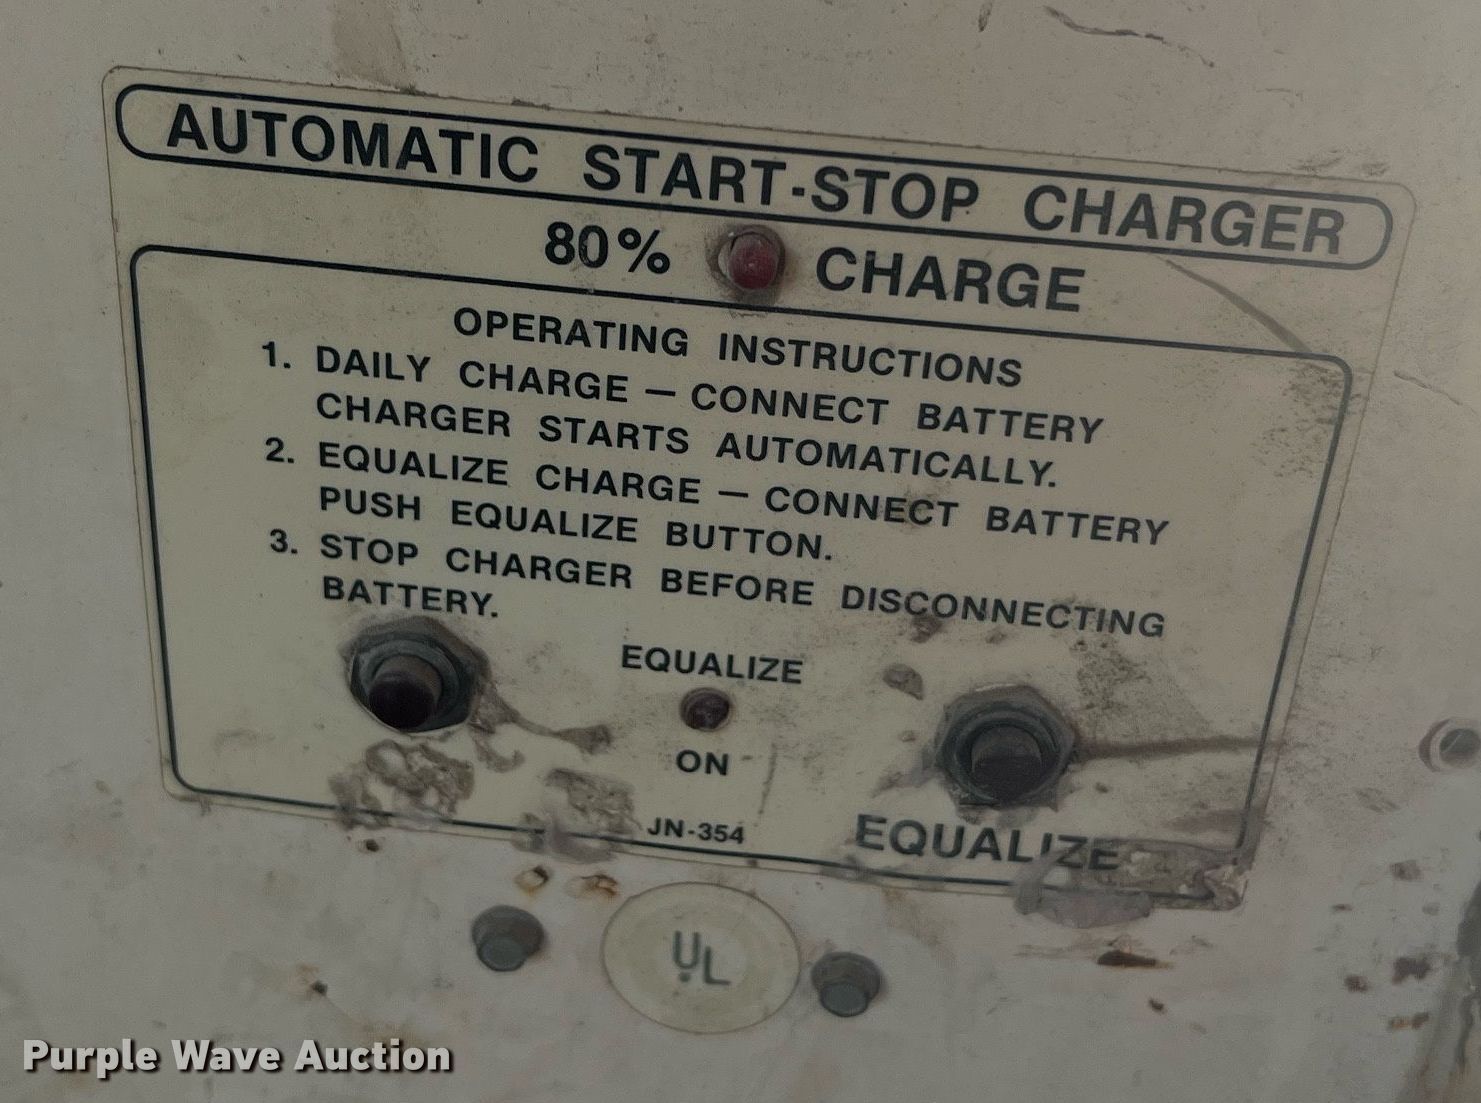 AUTOMATIC START-STOP CHARGER
80% CHARGE
OPERATING INSTRUCTIONS
1. DAILY CHARGE — CONNECT BATTERY
CHARGER STARTS AUTOMATICALLY.
2. EQUALIZE CHARGE — CONNECT BATTERY
PUSH EQUALIZE BUTTON.
3. STOP CHARGER BEFORE DISCONNECTING
BATTERY.
EQUALIZE
ON
JN-354
EQUALIZE
UL
Purple Wave Auction